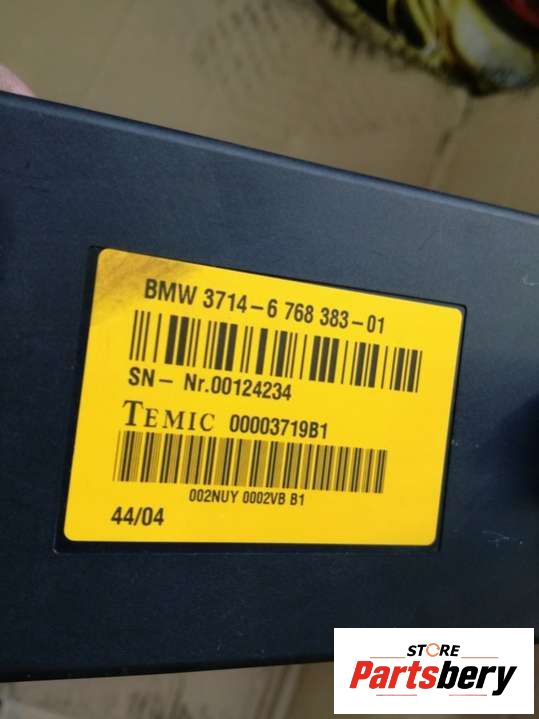 BMW 3714-6 768 383-01
SN- Nr.00124234
TEMIC 00003719B1
002NUY 0002VB B1
44/04
STORE
Partsbery